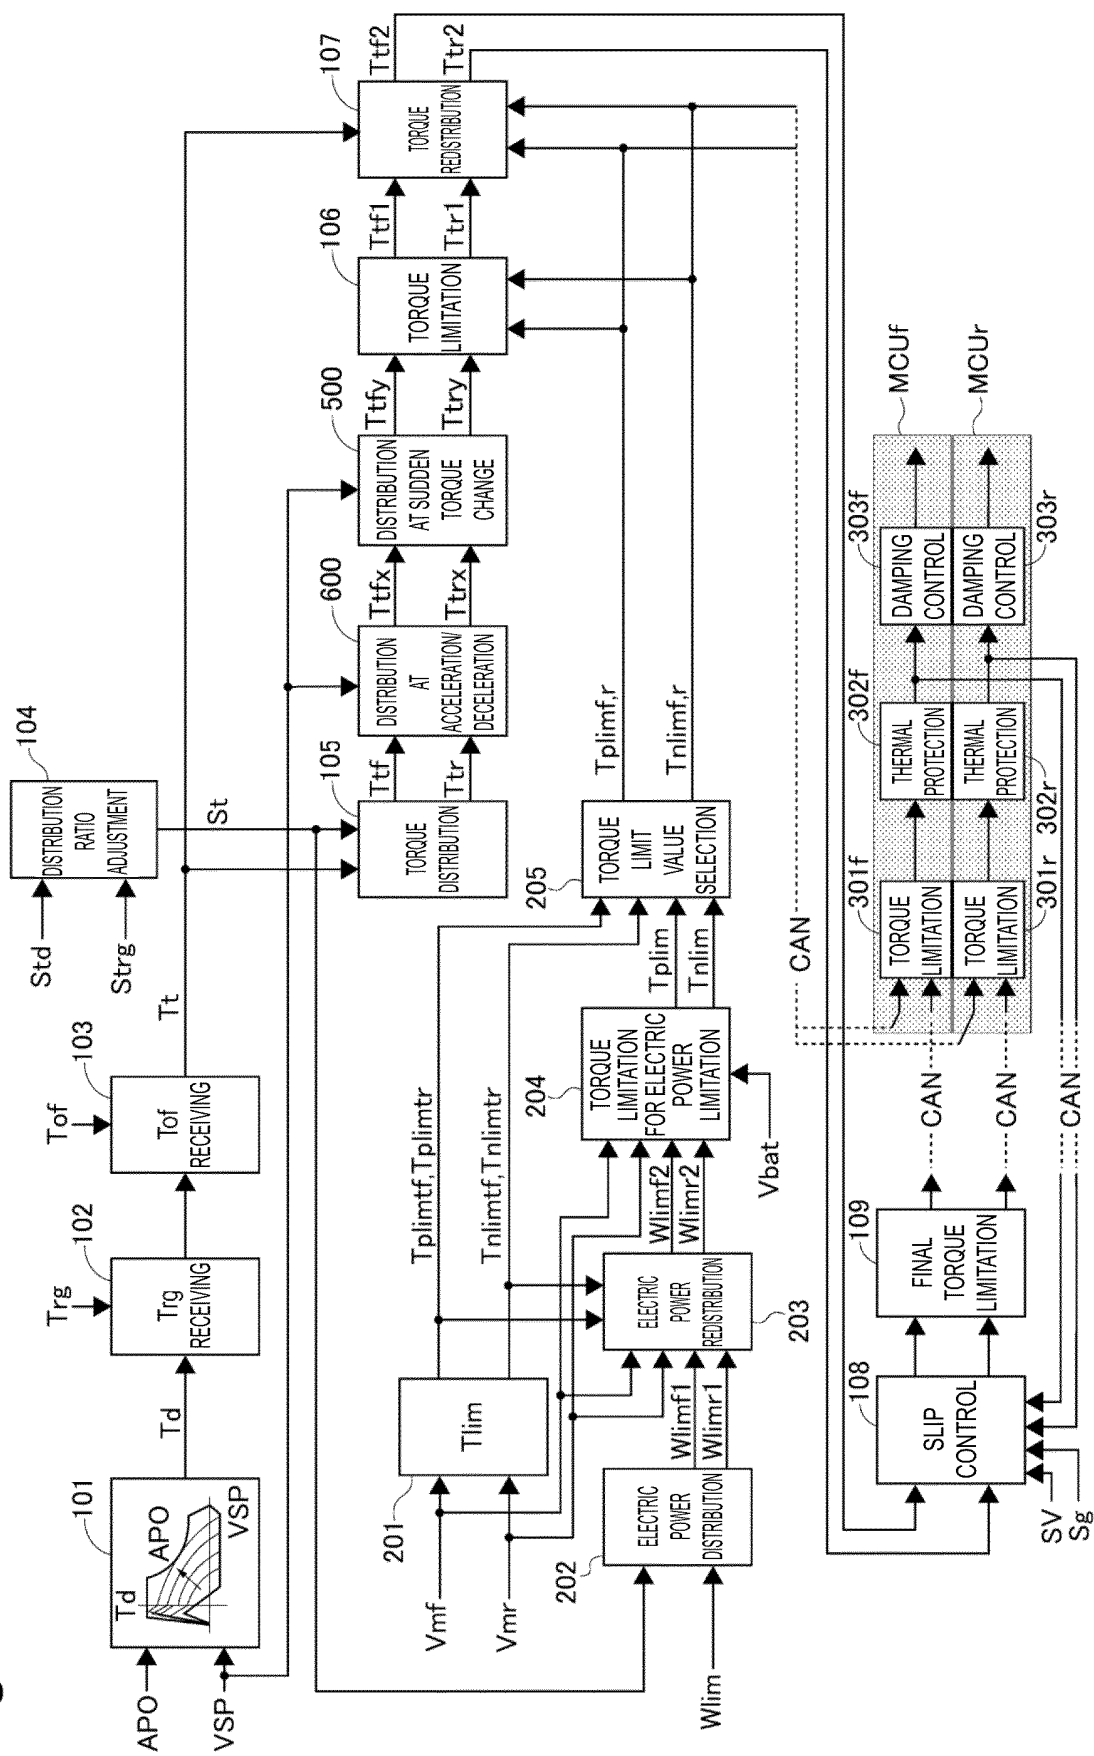 APO
VSP
Td
APO
VSP
101
Td
Trg
102
Trg
RECEIVING
Tof
103
Tof
RECEIVING
Tt
Std
Strg
104
DISTRIBUTION
RATIO
ADJUSTMENT
St
105
TORQUE
DISTRIBUTION
Ttf
Ttr
600
DISTRIBUTION
AT
ACCELERATION/
DECELERATION
Ttfx
Ttrx
500
DISTRIBUTION
AT SUDDEN
TORQUE
CHANGE
Ttfy
Ttry
106
TORQUE
LIMITATION
Ttf1
Ttr1
107
TORQUE
REDISTRIBUTION
Ttf2
Ttr2
Vmf
Vmr
201
Tlim
Tplimtf,Tplimtr
Tnlimtf,Tnlimtr
Wlim
202
ELECTRIC
POWER
DISTRIBUTION
Wlimf1
Wlimr1
203
ELECTRIC
POWER
REDISTRIBUTION
Wlimf2
Wlimr2
204
TORQUE
LIMITATION
FOR ELECTRIC
POWER
LIMITATION
Vbat
Tplim
Tnlim
205
TORQUE
LIMIT
VALUE
SELECTION
Tplimf,r
Tnlimf,r
CAN
SV
Sg
108
SLIP
CONTROL
109
FINAL
TORQUE
LIMITATION
CAN
CAN
CAN
301f
TORQUE
LIMITATION
302f
THERMAL
PROTECTION
303f
DAMPING
CONTROL
MCUf
TORQUE
LIMITATION
301r
THERMAL
PROTECTION
302r
DAMPING
CONTROL
303r
MCUr